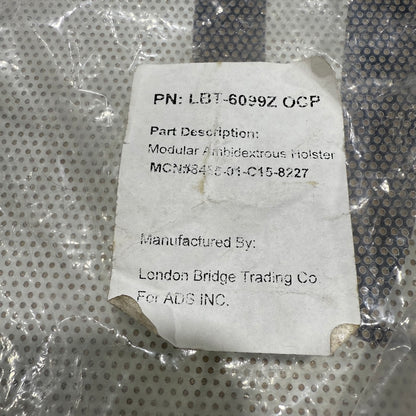 PN: LBT-6099Z OCP
Part Description:
Modular Ambidextrous Holster
MCN#8465-01-C15-8227
Manufactured By:
London Bridge Trading Co
For ADS INC.